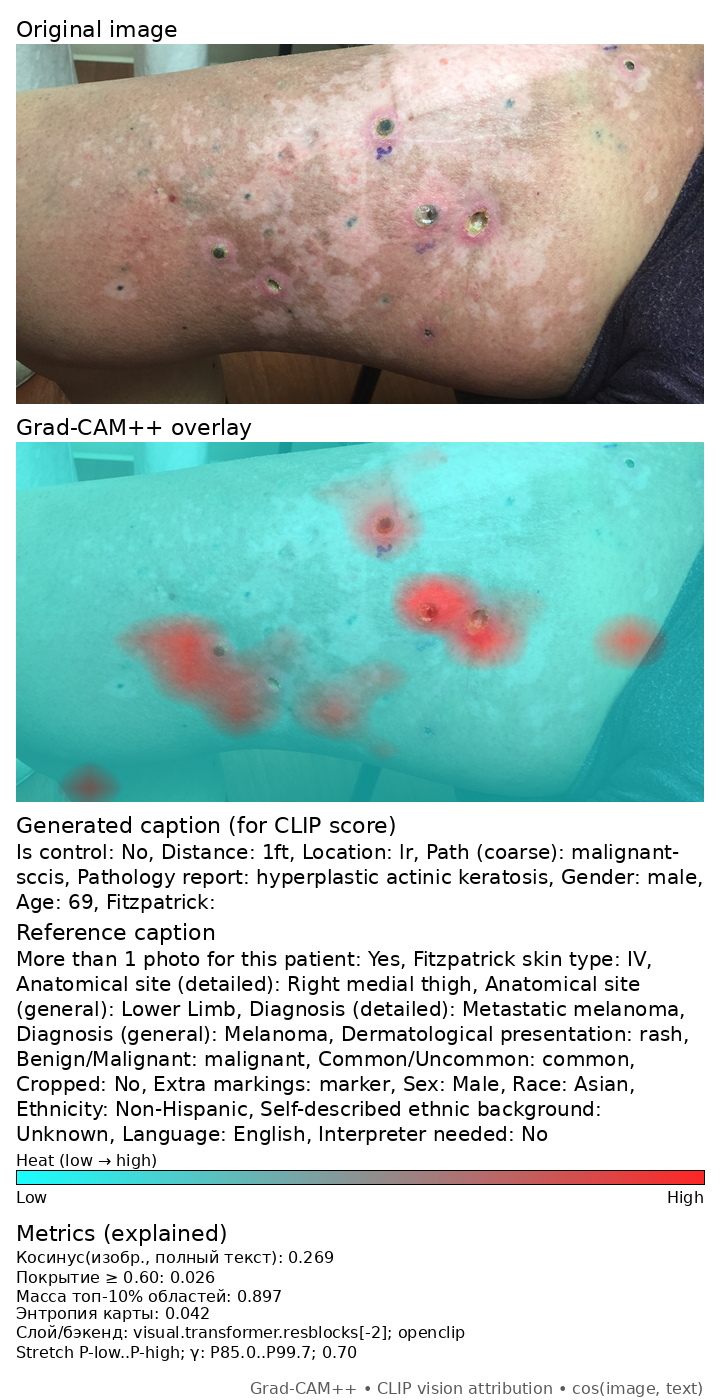 Original image
Grad-CAM++ overlay
Generated caption (for CLIP score)
Is control: No, Distance: 1ft, Location: lr, Path (coarse): malignant-
sccis, Pathology report: hyperplastic actinic keratosis, Gender: male,
Age: 69, Fitzpatrick:
Reference caption
More than 1 photo for this patient: Yes, Fitzpatrick skin type: IV,
Anatomical site (detailed): Right medial thigh, Anatomical site
(general): Lower Limb, Diagnosis (detailed): Metastatic melanoma,
Diagnosis (general): Melanoma, Dermatological presentation: rash,
Benign/Malignant: malignant, Common/Uncommon: common,
Cropped: No, Extra markings: marker, Sex: Male, Race: Asian,
Ethnicity: Non-Hispanic, Self-described ethnic background:
Unknown, Language: English, Interpreter needed: No
Heat (low → high)
Low High
Metrics (explained)
Косинус(изобр., полный текст): 0.269
Покрытие ≥ 0.60: 0.026
Масса топ-10% областей: 0.897
Энтропия карты: 0.042
Слой/бэкенд: visual.transformer.resblocks[-2]; openclip
Stretch P-low..P-high; γ: P85.0..P99.7; 0.70
Grad-CAM++ • CLIP vision attribution • cos(image, text)